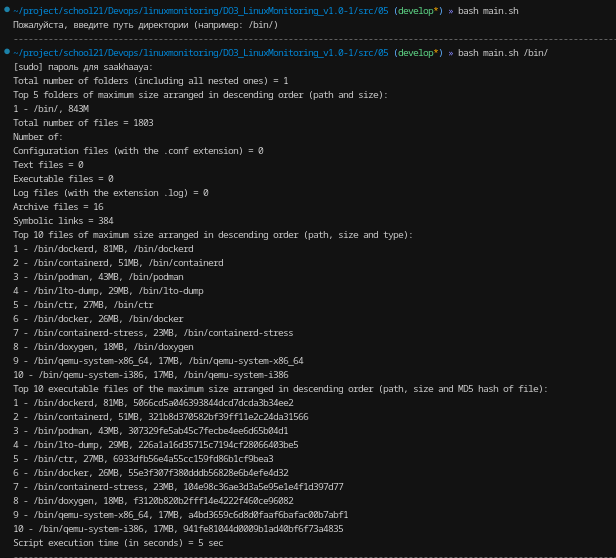 ~/project/school21/Devops/linuxmonitoring/DO3_LinuxMonitoring_v1.0-1/src/05 (develop*) » bash main.sh
Пожалуйста, введите путь директории (например: /bin/)
~/project/school21/Devops/linuxmonitoring/DO3_LinuxMonitoring_v1.0-1/src/05 (develop*) » bash main.sh /bin/
[sudo] пароль для saakhaaya:
Total number of folders (including all nested ones) = 1
Top 5 folders of maximum size arranged in descending order (path and size):
1 - /bin/, 843M
Total number of files = 1803
Number of:
Configuration files (with the .conf extension) = 0
Text files = 0
Executable files = 0
Log files (with the extension .log) = 0
Archive files = 16
Symbolic links = 384
Top 10 files of maximum size arranged in descending order (path, size and type):
1 - /bin/dockerd, 81MB, /bin/dockerd
2 - /bin/containerd, 51MB, /bin/containerd
3 - /bin/podman, 43MB, /bin/podman
4 - /bin/lto-dump, 29MB, /bin/lto-dump
5 - /bin/ctr, 27MB, /bin/ctr
6 - /bin/docker, 26MB, /bin/docker
7 - /bin/containerd-stress, 23MB, /bin/containerd-stress
8 - /bin/doxygen, 18MB, /bin/doxygen
9 - /bin/qemu-system-x86_64, 17MB, /bin/qemu-system-x86_64
10 - /bin/qemu-system-i386, 17MB, /bin/qemu-system-i386
Top 10 executable files of the maximum size arranged in descending order (path, size and MD5 hash of file):
1 - /bin/dockerd, 81MB, 5066cd5a046393844dcd7dcda3b34ee2
2 - /bin/containerd, 51MB, 321b8d370582bf39ff11e2c24da31566
3 - /bin/podman, 43MB, 307329fe5ab45c7fecbe4ee6d65b04d1
4 - /bin/lto-dump, 29MB, 226a1a16d35715c7194cf28066403be5
5 - /bin/ctr, 27MB, 6933dfb56e4a55cc159fd86b1cf9bea3
6 - /bin/docker, 26MB, 55e3f307f380dddb56828e6b4efe4d32
7 - /bin/containerd-stress, 23MB, 104e98c36ae3d3a5e95e1e4f1d397d77
8 - /bin/doxygen, 18MB, f3120b820b2fff14e4222f460ce96082
9 - /bin/qemu-system-x86_64, 17MB, a4bd3659c6d8d0faaf6bafac00b7abf1
10 - /bin/qemu-system-i386, 17MB, 941fe81044d0009b1ad40bf6f73a4835
Script execution time (in seconds) = 5 sec